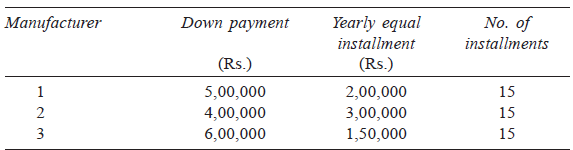 Manufacturer Down payment Yearly equal No. of
installment installments
(Rs.) (Rs.)
1 5,00,000 2,00,000 15
2 4,00,000 3,00,000 15
3 6,00,000 1,50,000 15